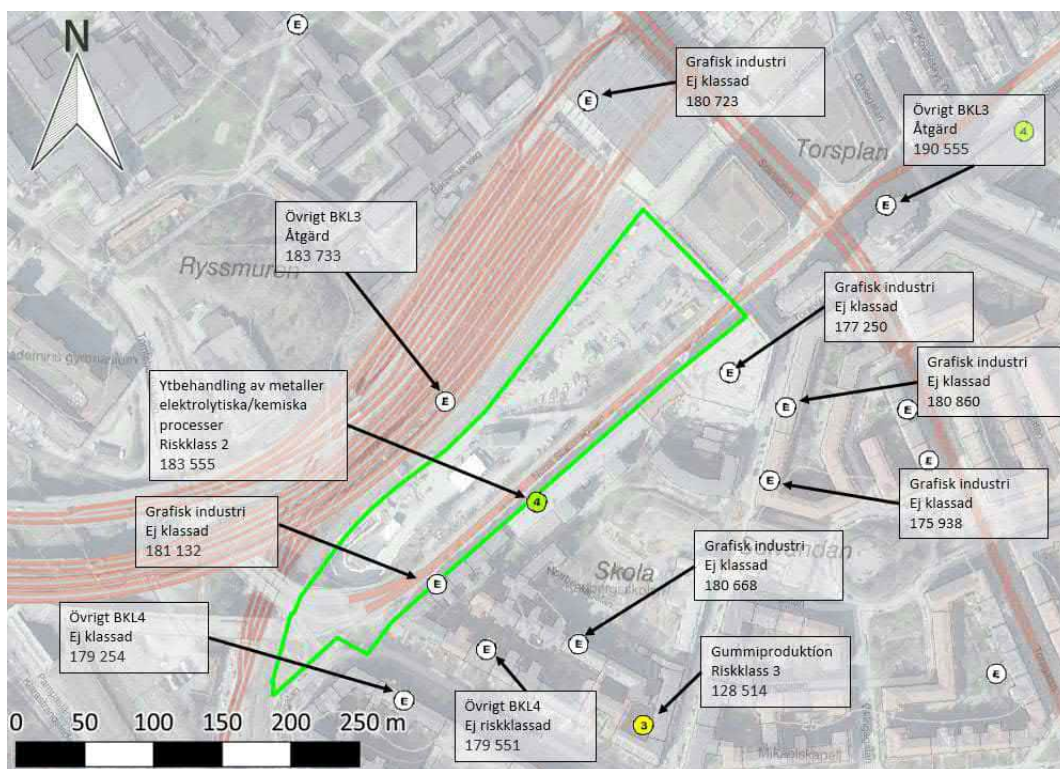 N
E
Grafisk industri
Ej klassad
180 723
E
Övrigt BKL3
Åtgärd
190 555
4
Torsplan
E
Övrigt BKL3
Åtgärd
183 733
Ryssmuren
Grafisk industri
Ej klassad
177 250
E
E
Grafisk industri
Ej klassad
180 860
E
E
E
Ytbehandling av metaller
elektrolytiska/kemiska
processer
Riskklass 2
183 555
4
Grafisk industri
Ej klassad
175 938
E
Grafisk industri
Ej klassad
181 132
E
Grafisk industri
Ej klassad
180 668
Skola
E
Övrigt BKL4
Ej klassad
179 254
E
E
Övrigt BKL4
Ej riskklassad
179 551
Gummiproduktion
Riskklass 3
128 514
3
E
Mikaelskapell
0 50 100 150 200 250 m